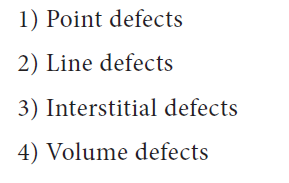 1) Point defects
2) Line defects
3) Interstitial defects
4) Volume defects